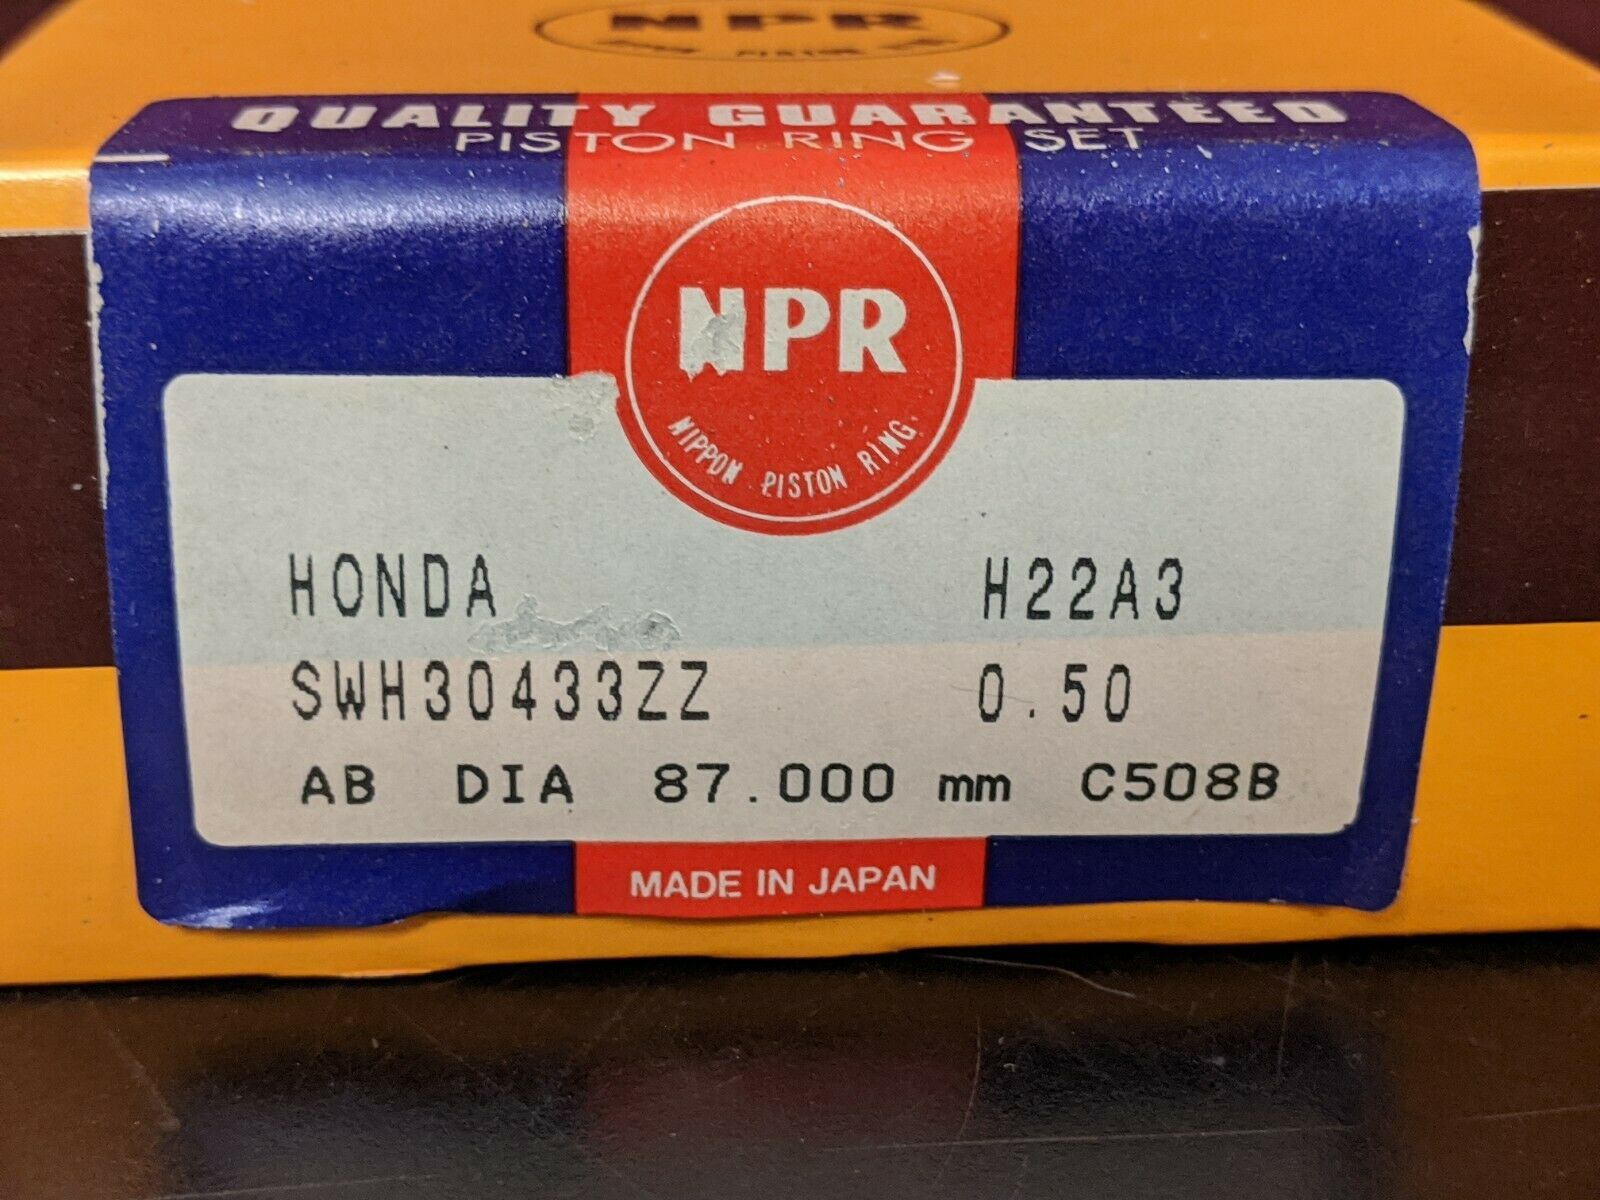 NPR
QUALITY GUARANTEED
PISTON RING SET
NPR
NIPPON PISTON RING
HONDA H22A3
SWH30433ZZ 0.50
AB DIA 87.000 mm C508B
MADE IN JAPAN